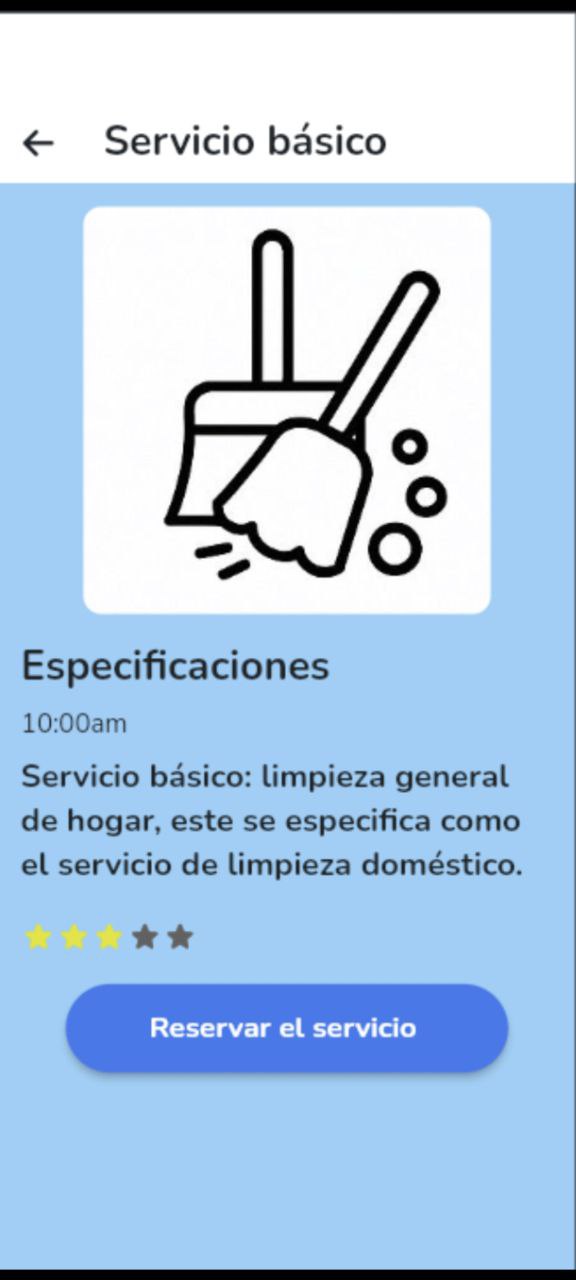 Servicio básico
Especificaciones
10:00am
Servicio básico: limpieza general
de hogar, este se especifica como
el servicio de limpieza doméstico.
Reservar el servicio